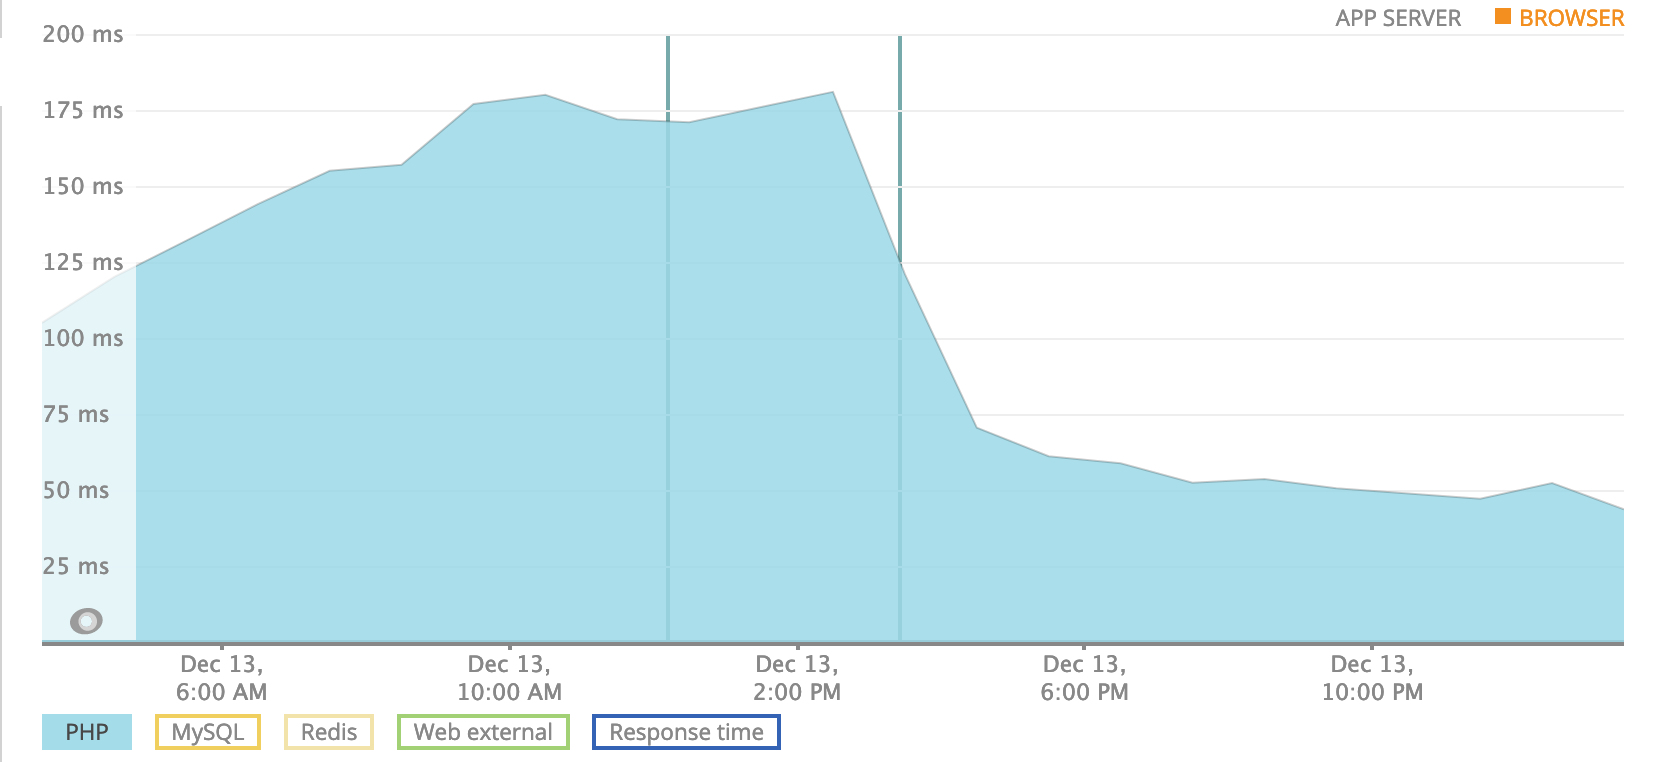 APP SERVER BROWSER
200 ms
175 ms
150 ms
125 ms
100 ms
75 ms
50 ms
25 ms
Dec 13,
6:00 AM
Dec 13,
10:00 AM
Dec 13,
2:00 PM
Dec 13,
6:00 PM
Dec 13,
10:00 PM
PHP MySQL Redis Web external Response time